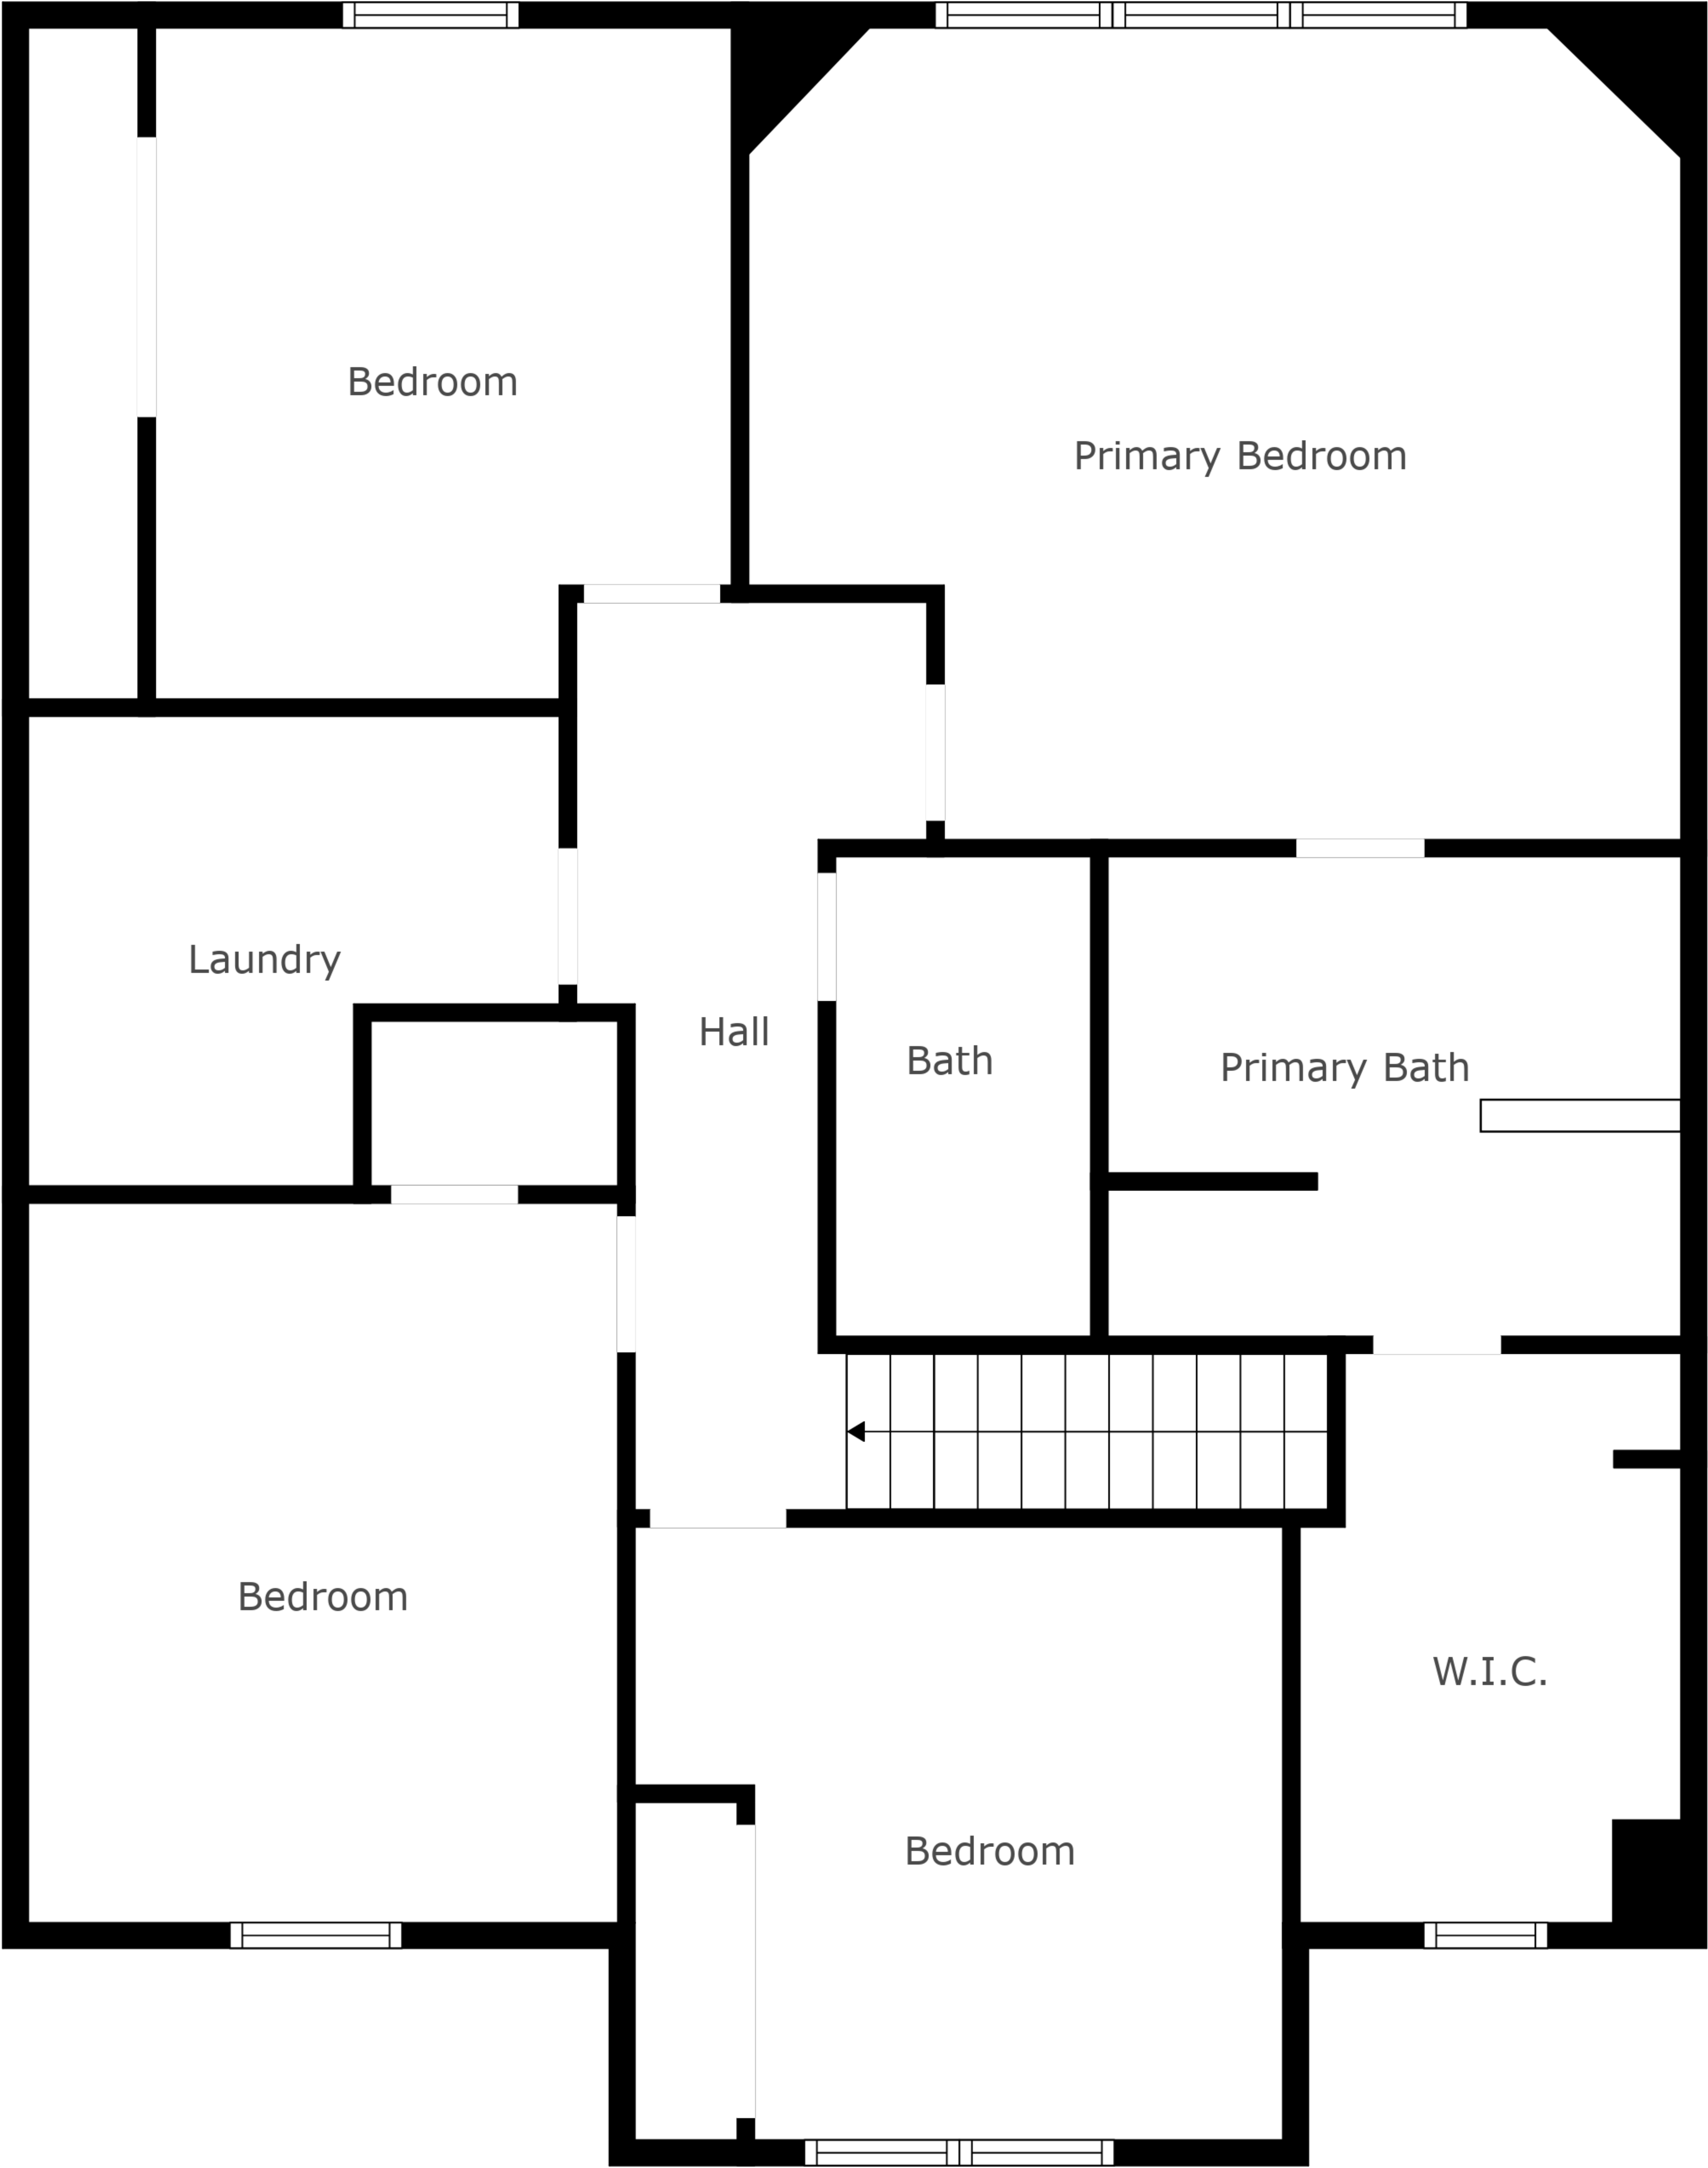 Bedroom
Primary Bedroom
Laundry
Hall
Bath
Primary Bath
Bedroom
W.I.C.
Bedroom